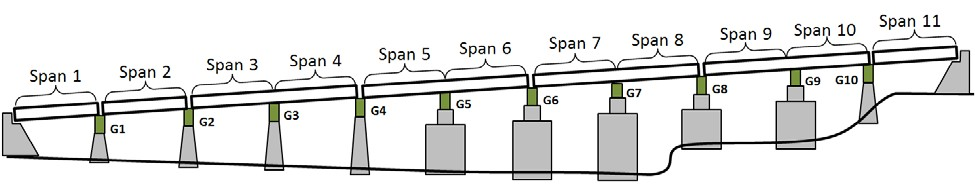 Span 1
Span 2
Span 3
Span 4
Span 5
Span 6
Span 7
Span 8
Span 9
Span 10
Span 11
G1
G2
G3
G4
G5
G6
G7
G8
G9
G10